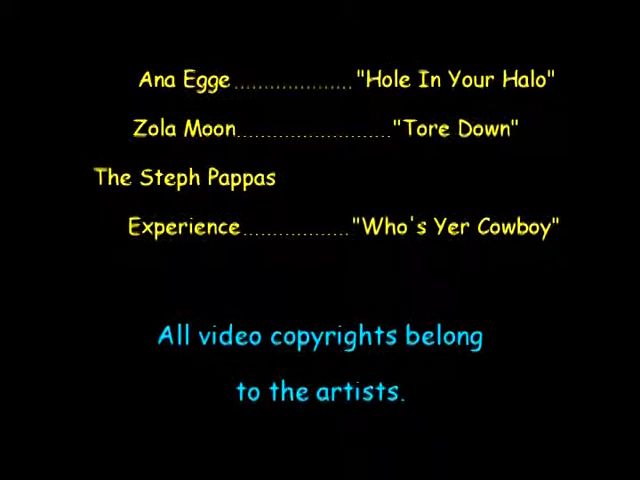 Ana Egge...................."Hole In Your Halo"
Zola Moon.........................."Tore Down"
The Steph Pappas
Experience.................."Who's Yer Cowboy"
All video copyrights belong
to the artists.